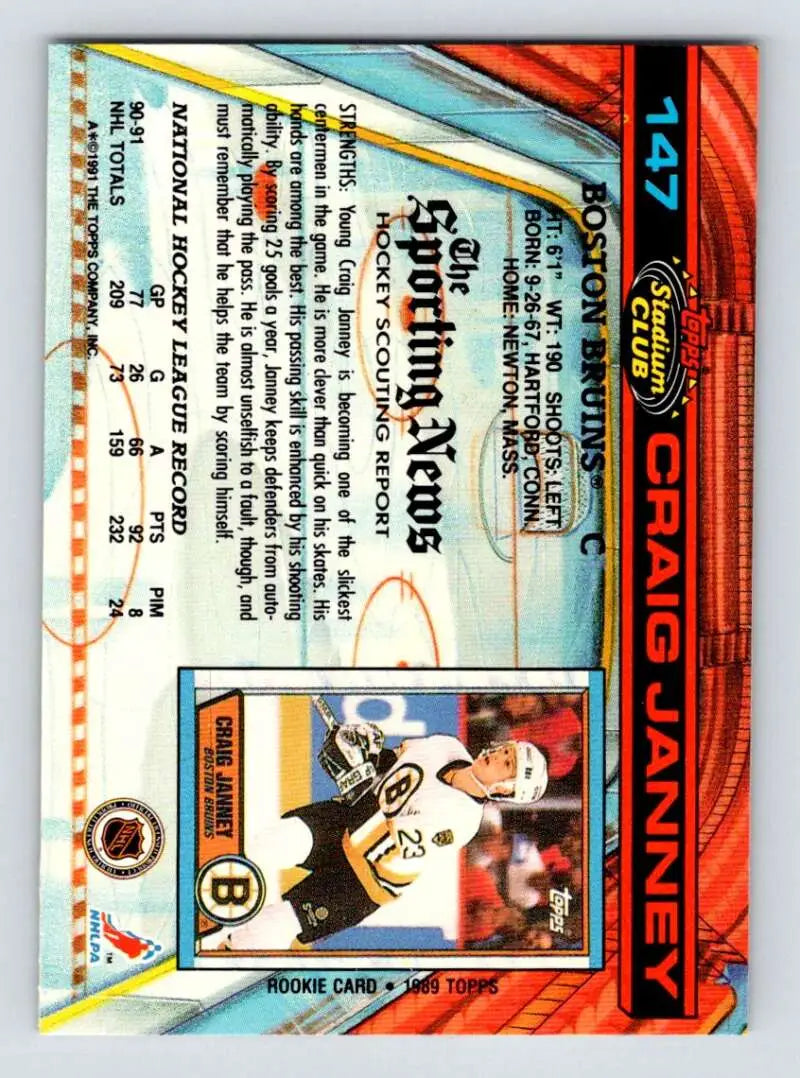 147
Topps
Stadium
CLUB
CRAIG JANNEY
BOSTON BRUINS® C
HT: 6'1" WT: 190 SHOOTS: LEFT
BORN: 9-26-67, HARTFORD, CONN.
HOME: NEWTON, MASS.
The
Sporting News
HOCKEY SCOUTING REPORT
STRENGTHS: Young Craig Janney is becoming one of the slickest
centermen in the game. He is more clever than quick on his skates. His
hands are among the best. His passing skill is enhanced by his shooting
ability. By scoring 25 goals a year, Janney keeps defenders from auto-
matically playing the pass. He is almost unselfish to a fault, though, and
must remember that he helps the team by scoring himself.
NATIONAL HOCKEY LEAGUE RECORD
GP G A PTS PIM
90-91 77 26 66 92 8
NHL TOTALS 209 73 159 232 24
A*©1991 THE TOPPS COMPANY, INC.
topps
B
23
CRAIG JANNEY
BOSTON BRUINS
B
®
ROOKIE CARD • 1989 TOPPS
NHL
NHLPA
TM